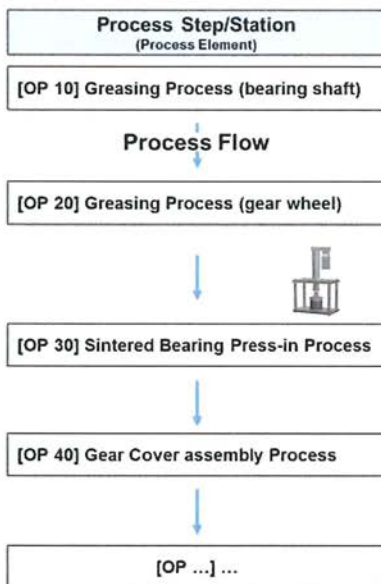 Process Step/Station
(Process Element)
[OP 10] Greasing Process (bearing shaft)
Process Flow
[OP 20] Greasing Process (gear wheel)
[OP 30] Sintered Bearing Press-in Process
[OP 40] Gear Cover assembly Process
[OP ...] ...